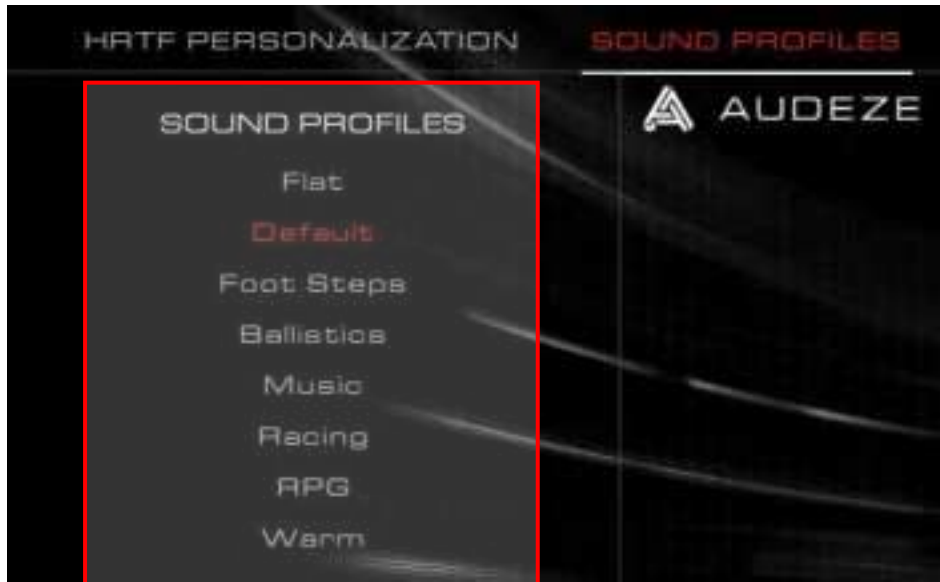 HRTF PERSONALIZATION SOUND PROFILES
AUDEZE
SOUND PROFILES
Flat
Default
Foot Steps
Ballistics
Music
Racing
RPG
Warm